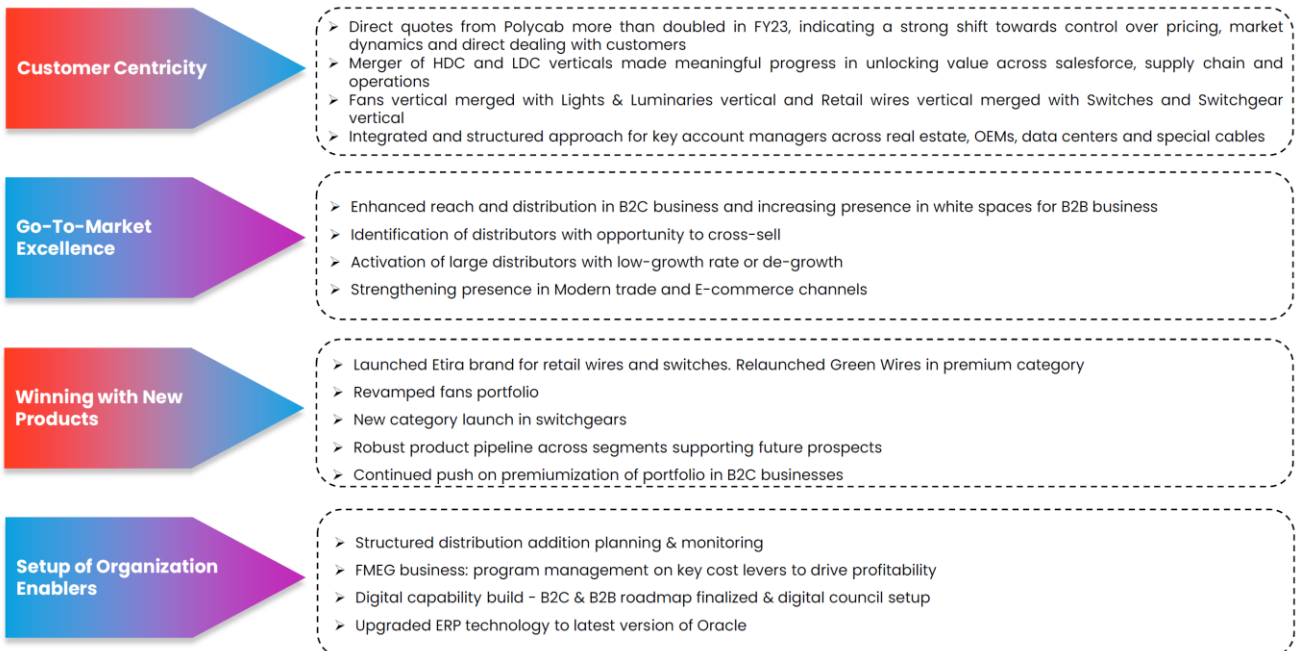 Customer Centricity
➢ Direct quotes from Polycab more than doubled in FY23, indicating a strong shift towards control over pricing, market
dynamics and direct dealing with customers
➢ Merger of HDC and LDC verticals made meaningful progress in unlocking value across salesforce, supply chain and
operations
➢ Fans vertical merged with Lights & Luminaries vertical and Retail wires vertical merged with Switches and Switchgear
vertical
➢ Integrated and structured approach for key account managers across real estate, OEMs, data centers and special cables
Go-To-Market
Excellence
➢ Enhanced reach and distribution in B2C business and increasing presence in white spaces for B2B business
➢ Identification of distributors with opportunity to cross-sell
➢ Activation of large distributors with low-growth rate or de-growth
➢ Strengthening presence in Modern trade and E-commerce channels
Winning with New
Products
➢ Launched Etira brand for retail wires and switches. Relaunched Green Wires in premium category
➢ Revamped fans portfolio
➢ New category launch in switchgears
➢ Robust product pipeline across segments supporting future prospects
➢ Continued push on premiumization of portfolio in B2C businesses
Setup of Organization
Enablers
➢ Structured distribution addition planning & monitoring
➢ FMEG business: program management on key cost levers to drive profitability
➢ Digital capability build - B2C & B2B roadmap finalized & digital council setup
➢ Upgraded ERP technology to latest version of Oracle